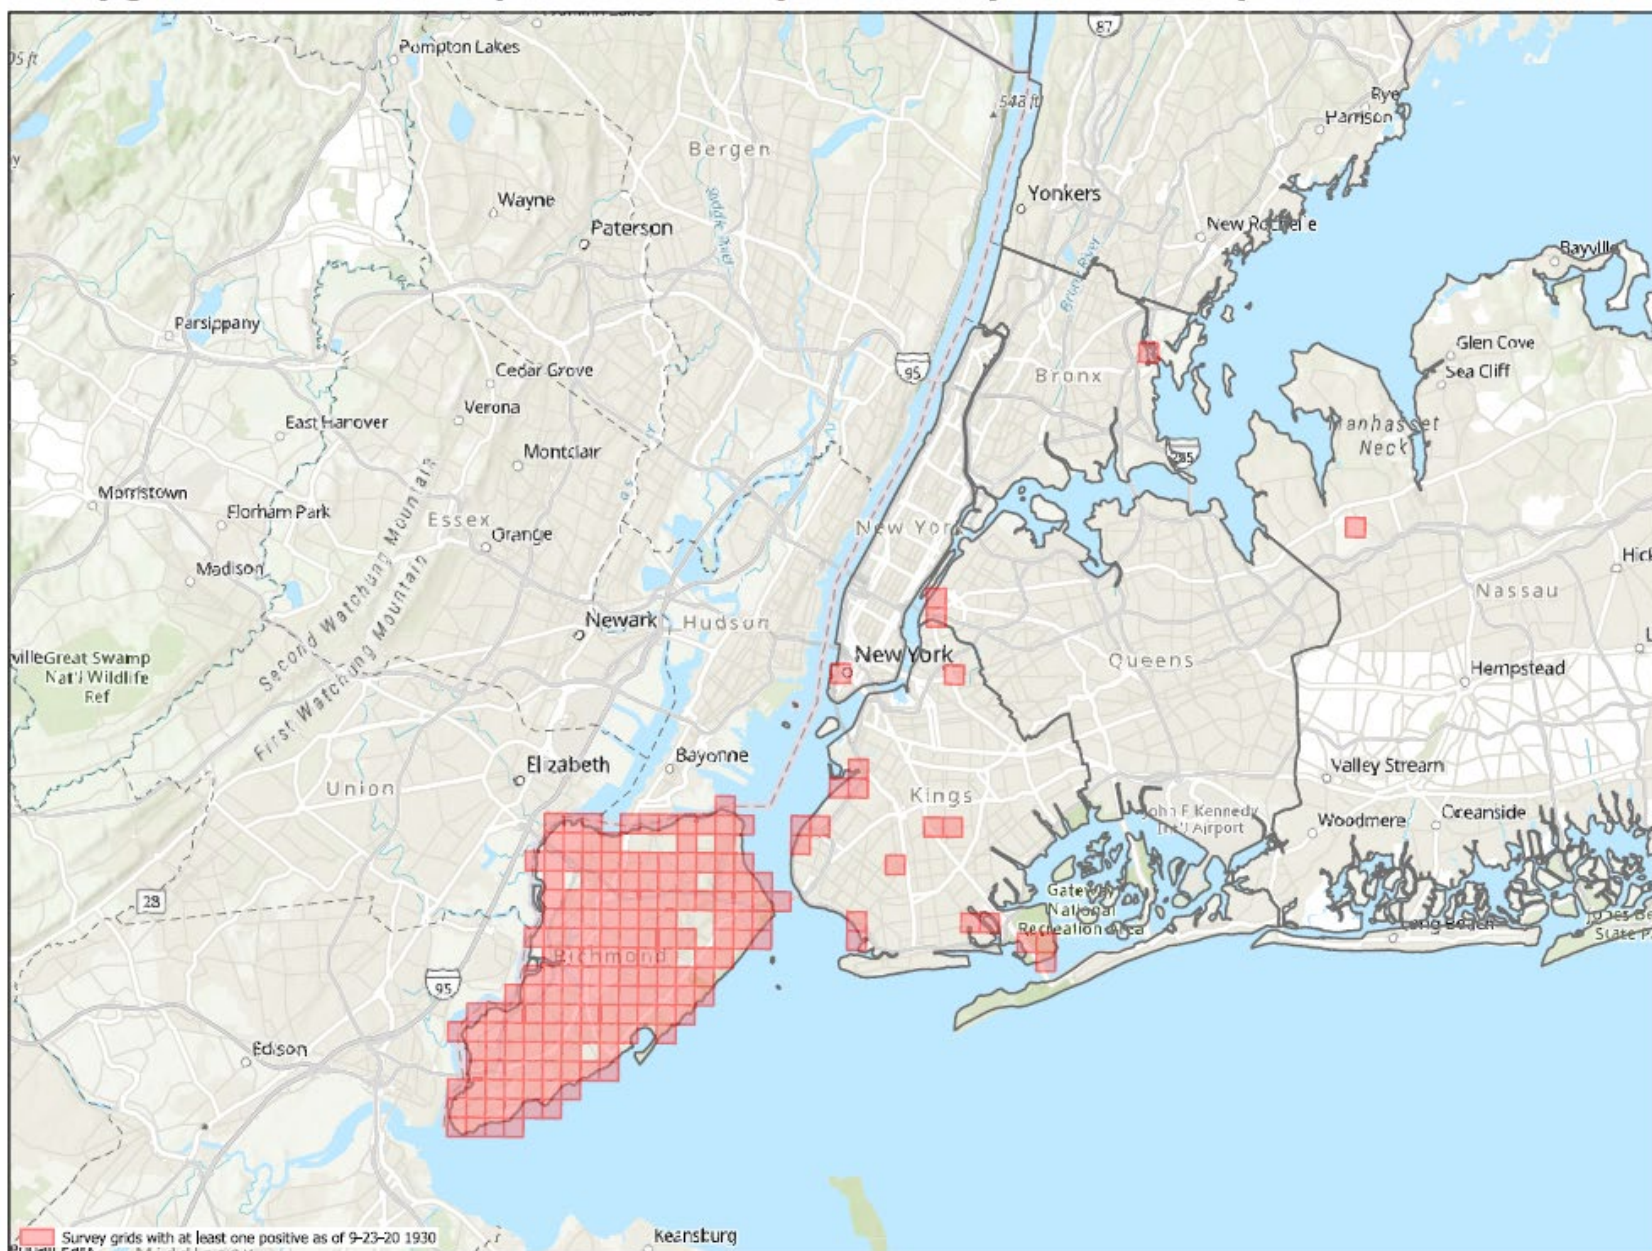 Pompton Lakes
87
Rye
Harrison
548 ft
Bergen
Yonkers
Wayne
Paterson
New Rochelle
Bayville
Parsippany
Glen Cove
Sea Cliff
Cedar Grove
95
Bronx
Verona
East Hanover
Manhasset
Neck
Montclair
Morristown
Florham Park
Essex
New Yor
Orange
Madison
Second Watchung Mountain
First Watchung Mountain
Nassau
Newark
Hudson
New York
Queens
Great Swamp
Nat'l Wildlife
Ref
Hempstead
Elizabeth
Bayonne
Valley Stream
Union
Kings
John F Kennedy
Int'l Airport
Woodmere
Oceanside
28
Gateway
National
Recreation Area
Long Beach
Richmond
95
Edison
Survey grids with at least one positive as of 9-23-20 1930
Keansburg